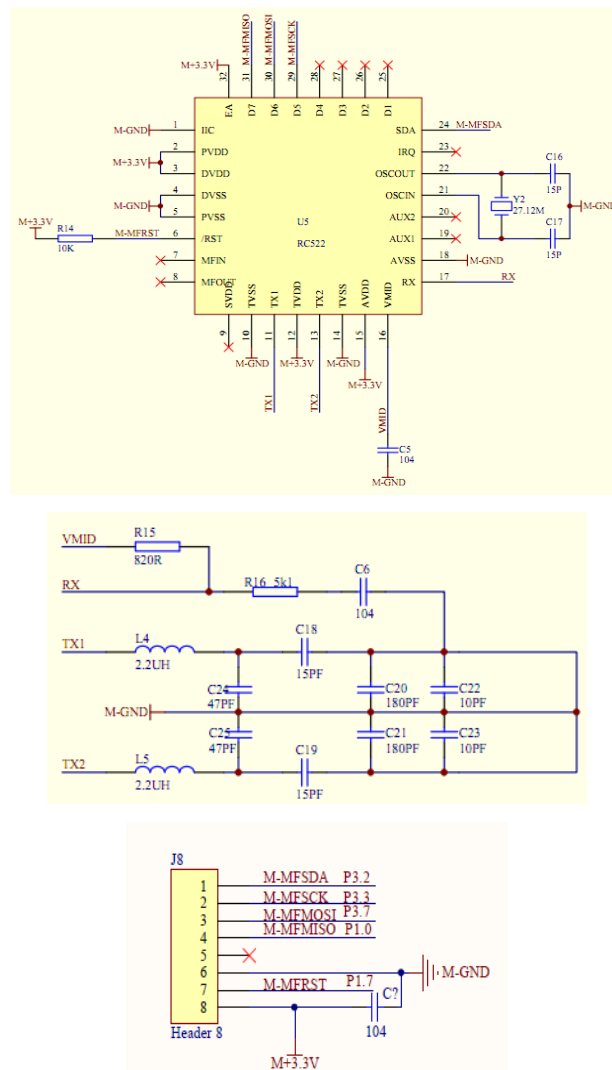 M-MFMISO
M-MFMOSI
M-MFSCK
M+3.3V
32 31 30 29 28 27 26 25
EA D7 D6 D5 D4 D3 D2 D1
M-GND 1 IIC SDA 24 M-MFSDA
2 PVDD IRQ 23
M+3.3V
3 DVDD OSCOUT 22
C16
15P
4 DVSS OSCIN 21
Y2
27.12M
M-GND
M-GND
5 PVSS AUX2 20
U5
M+3.3V
R14
10K
M-MFRST 6 /RST AUX1 19
C17
15P
RC522
7 MFIN AVSS 18 M-GND
8 MFOUT RX 17 RX
SVDD TVSS TX1 TVDD TX2 TVSS AVDD VMID
9 10 11 12 13 14 15 16
M-GND M+3.3V M-GND M+3.3V
TX1 TX2 VMID
C5
104
M-GND
VMID R15
820R
RX R16 5k1 C6
104
TX1 L4
2.2UH
C18
15PF
C24
47PF
C20
180PF
C22
10PF
M-GND
C25
47PF
C21
180PF
C23
10PF
TX2 L5
2.2UH
C19
15PF
J8
1 M-MFSDA P3.2
2 M-MFSCK P3.3
3 M-MFMOSI P3.7
4 M-MFMISO P1.0
5
6 M-GND
7 M-MFRST P1.7 C?
8 104
Header 8
M+3.3V